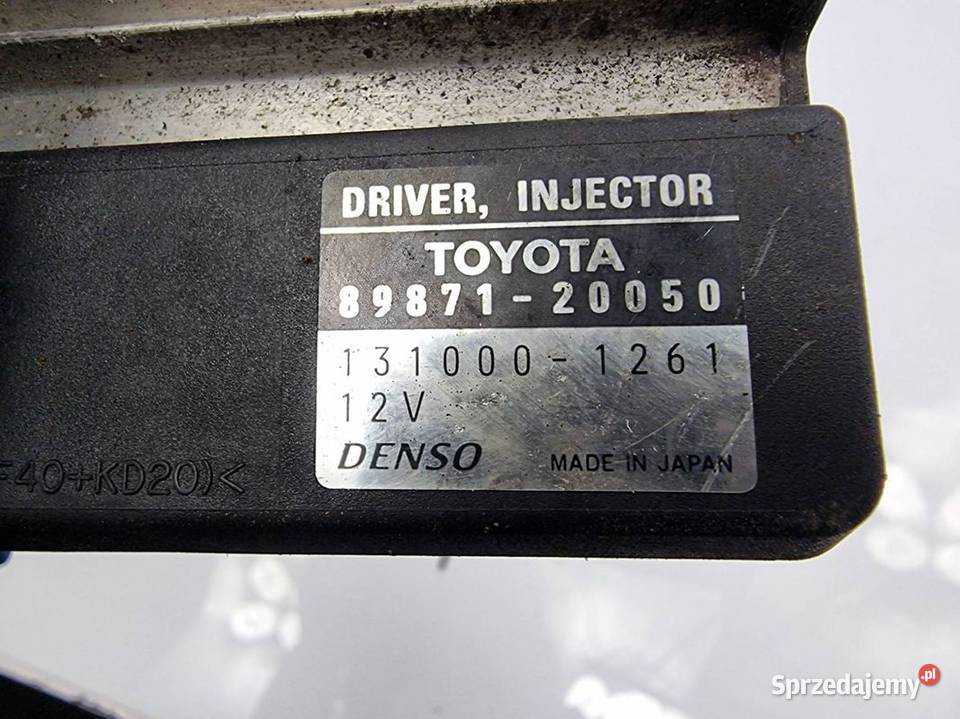 DRIVER, INJECTOR
TOYOTA
89871-20050
131000-1261
12V
DENSO MADE IN JAPAN
F40+KD20)<
Sprzedajemy.pl